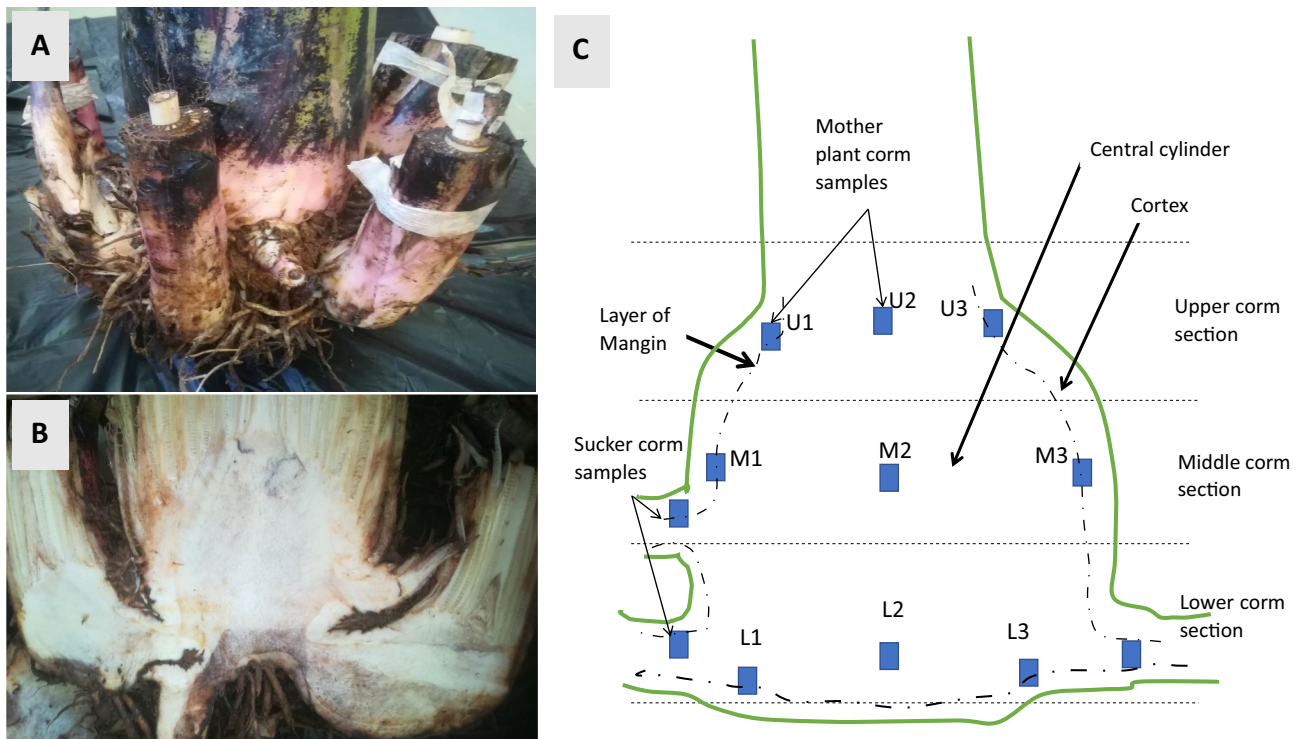 A
B
C
Mother
plant corm
samples
Central cylinder
Cortex
Layer of
Mangin
U1
U2
U3
Upper corm
section
Sucker corm
samples
M1
M2
M3
Middle corm
section
L1
L2
L3
Lower corm
section